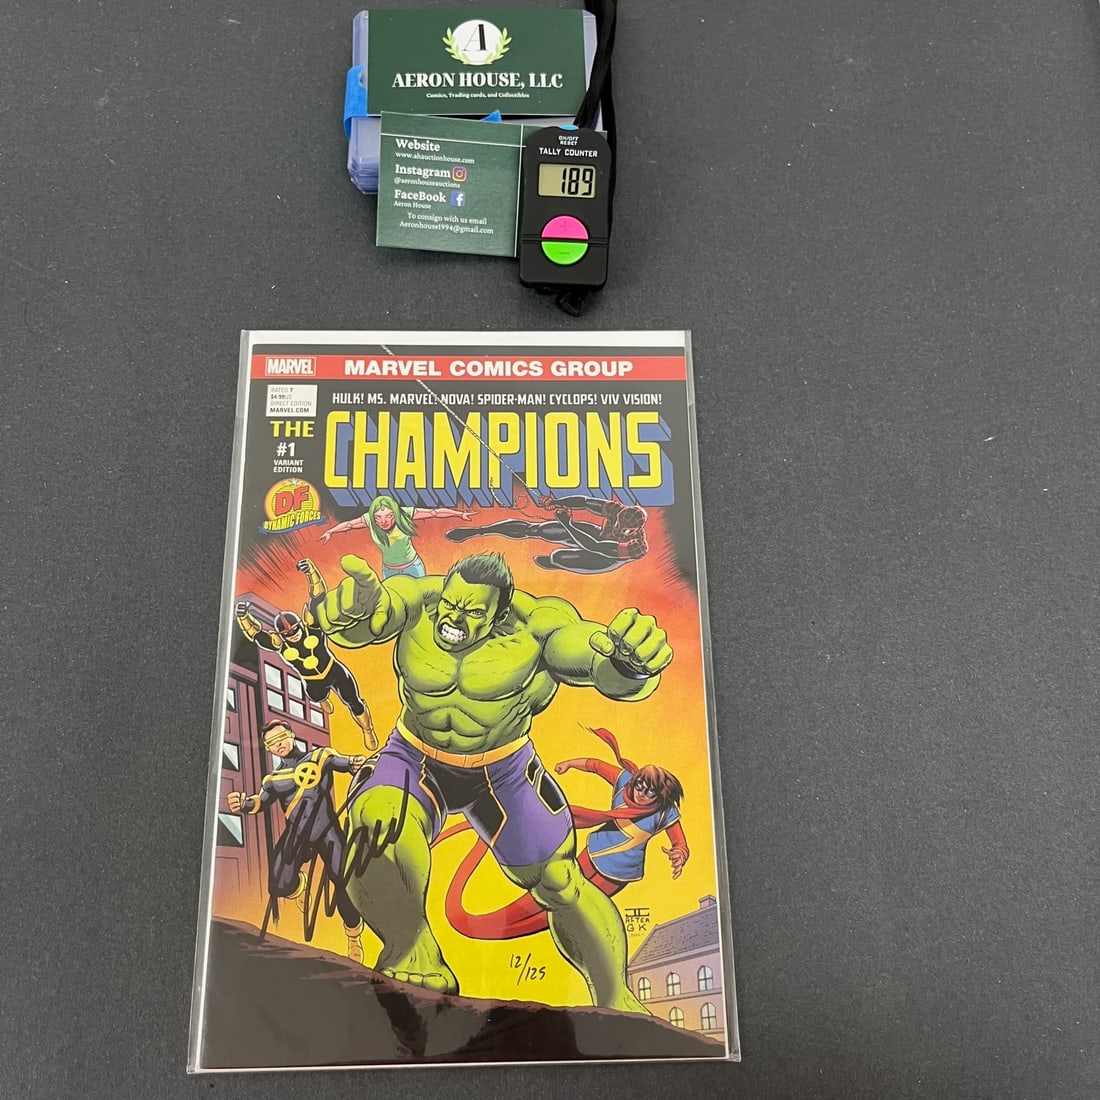 A
AERON HOUSE, LLC
Comics, Trading cards, and Collectibles
Website
www.ahauctionhouse.com
Instagram
@aeronhouseauctions
FaceBook
Aeron House
To consign with us email
Aeronhouse1994@gmail.com
ON/OFF
RESET
TALLY COUNTER
189
MARVEL
MARVEL COMICS GROUP
RATED T
$4.99US
DIRECT EDITION
MARVEL.COM
HULK! MS. MARVEL! NOVA! SPIDER-MAN! CYCLOPS! VIV VISION!
THE
CHAMPIONS
#1
VARIANT
EDITION
DF
DYNAMIC FORCES
AFTER
GK
12/125